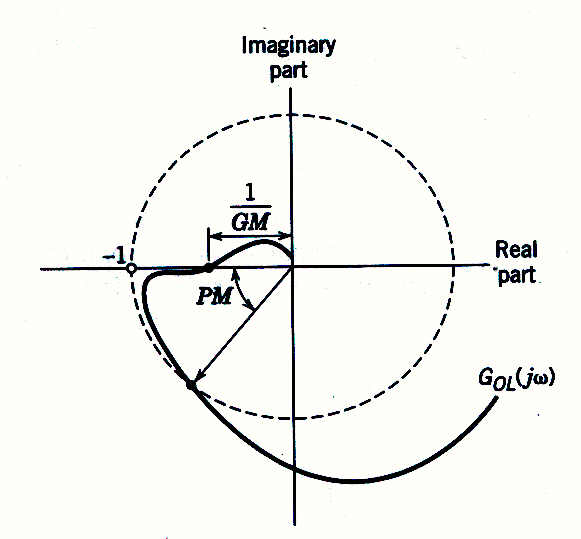 Imaginary
part
1
GM
-1
Real
part
PM
G_OL(jω)